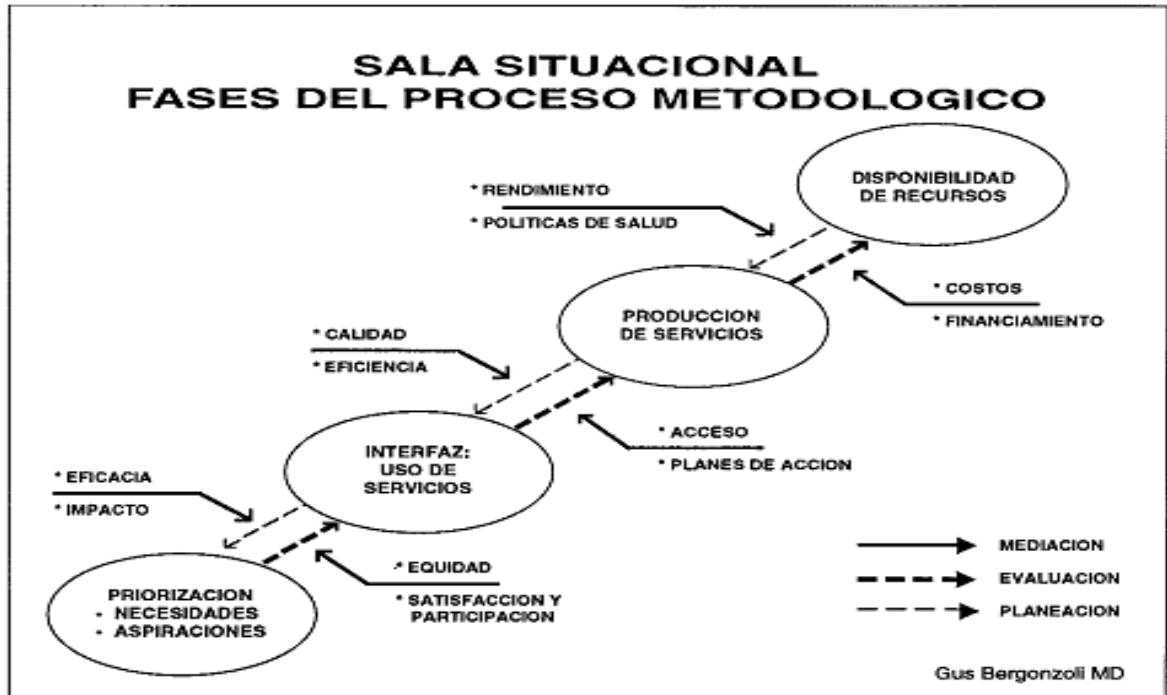 SALA SITUACIONAL
FASES DEL PROCESO METODOLOGICO
DISPONIBILIDAD
DE RECURSOS
* RENDIMIENTO
* POLITICAS DE SALUD
* COSTOS
* FINANCIAMIENTO
PRODUCCION
DE SERVICIOS
* CALIDAD
* EFICIENCIA
* ACCESO
* PLANES DE ACCION
INTERFAZ:
USO DE
SERVICIOS
* EFICACIA
* IMPACTO
* EQUIDAD
* SATISFACCION Y
PARTICIPACION
PRIORIZACION
- NECESIDADES
- ASPIRACIONES
MEDIACION
EVALUACION
PLANEACION
Gus Bergonzoli MD